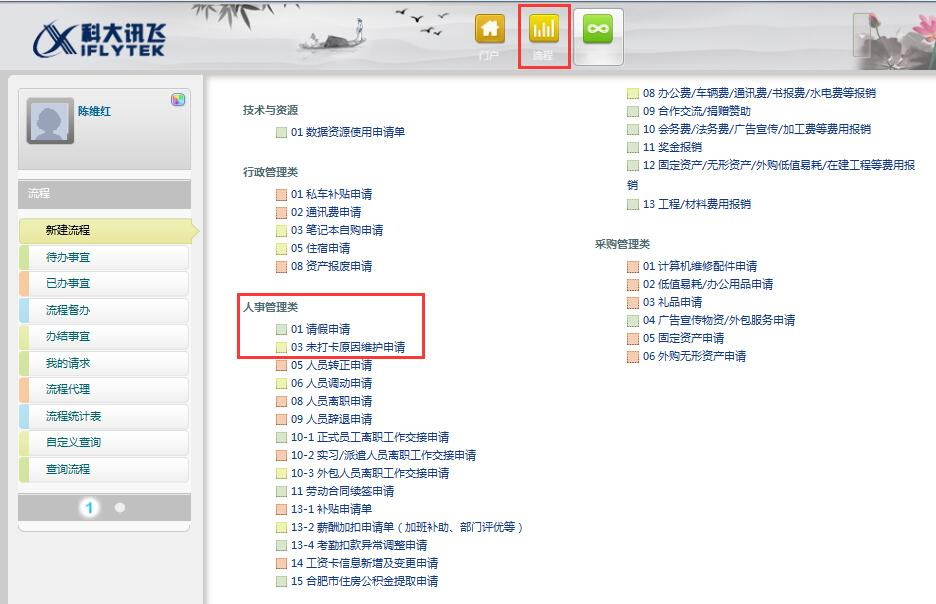 科大讯飞
IFLYTEK
门户
流程
陈维红
流程
新建流程
待办事宜
已办事宜
流程督办
办结事宜
我的请求
流程代理
流程统计表
自定义查询
查询流程
1
技术与资源
01 数据资源使用申请单
行政管理类
01 私车补贴申请
02 通讯费申请
03 笔记本自购申请
05 住宿申请
08 资产报废申请
人事管理类
01 请假申请
03 未打卡原因维护申请
05 人员转正申请
06 人员调动申请
08 人员离职申请
09 人员辞退申请
10-1 正式员工离职工作交接申请
10-2 实习/派遣人员离职工作交接申请
10-3 外包人员离职工作交接申请
11 劳动合同续签申请
13-1 补贴申请单
13-2 薪酬加扣申请单（加班补助、部门评优等）
13-4 考勤扣款异常调整申请
14 工资卡信息新增及变更申请
15 合肥市住房公积金提取申请
08 办公费/车辆费/通讯费/书报费/水电费等报销
09 合作交流/捐赠赞助
10 会务费/法务费/广告宣传/加工费等费用报销
11 奖金报销
12 固定资产/无形资产/外购低值易耗/在建工程等费用报
销
13 工程/材料费用报销
采购管理类
01 计算机维修配件申请
02 低值易耗/办公用品申请
03 礼品申请
04 广告宣传物资/外包服务申请
05 固定资产申请
06 外购无形资产申请